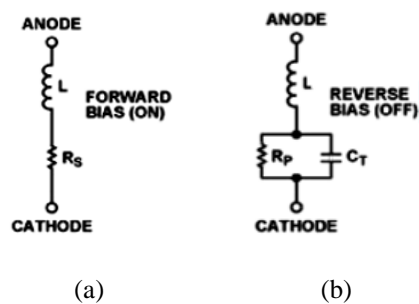 ANODE
L
FORWARD
BIAS (ON)
RS
CATHODE
(a)
ANODE
L
REVERSE
BIAS (OFF)
RP
CT
CATHODE
(b)